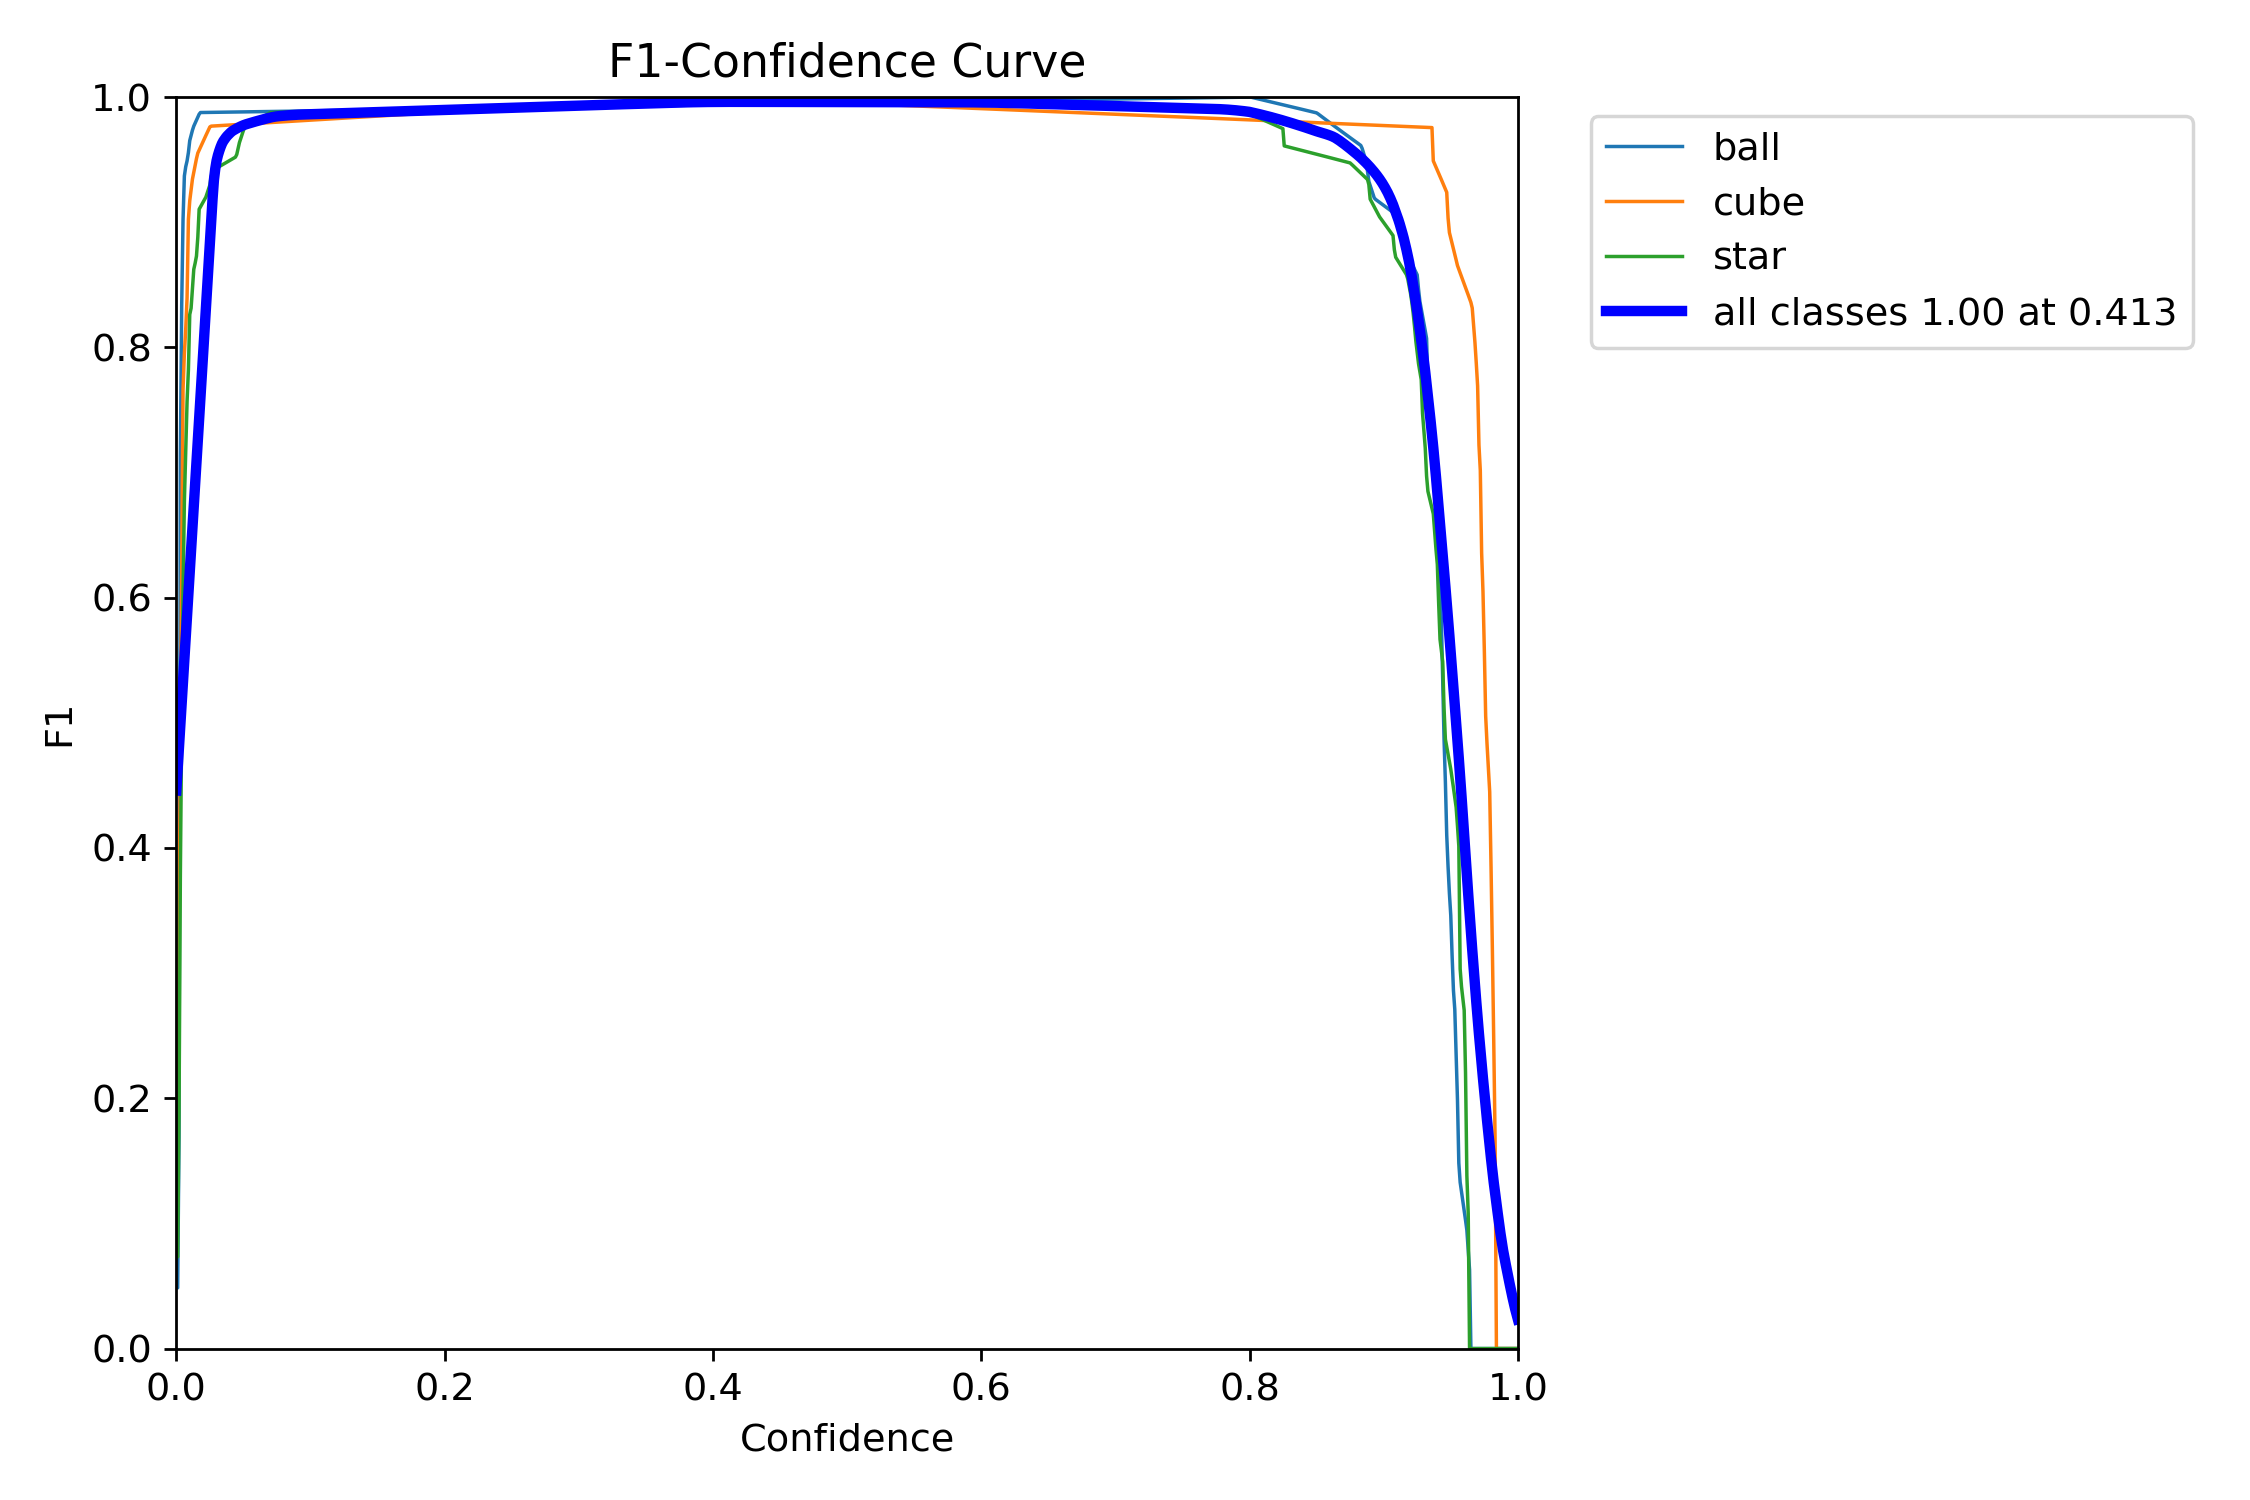 F1-Confidence Curve
1.0
0.8
0.6
0.4
0.2
0.0
F1
0.0 0.2 0.4 0.6 0.8 1.0
Confidence
ball
cube
star
all classes 1.00 at 0.413